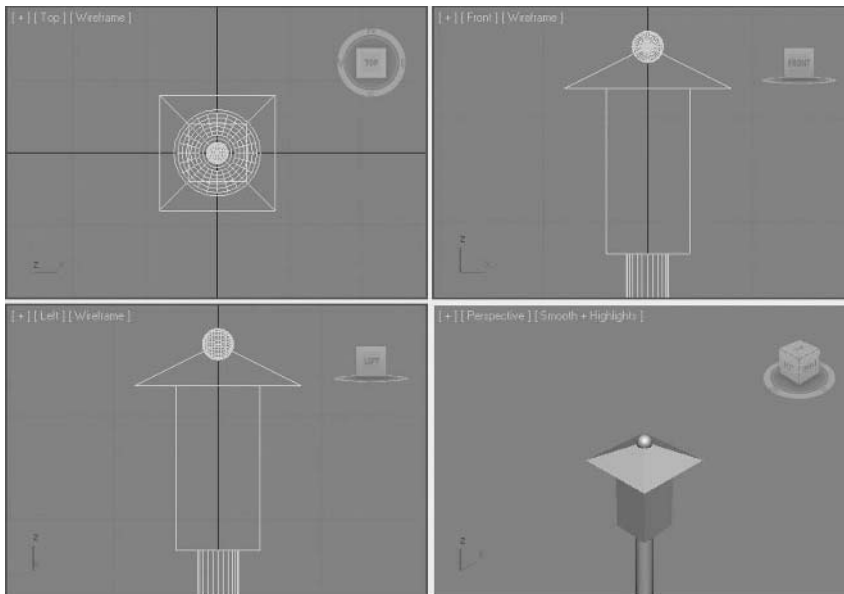 [ + ] [ Top ] [ Wireframe ]
TOP
[ + ] [ Front ] [ Wireframe ]
FRONT
Z
Z
[ + ] [ Left ] [ Wireframe ]
LEFT
[ + ] [ Perspective ] [ Smooth + Highlights ]
Z
Z